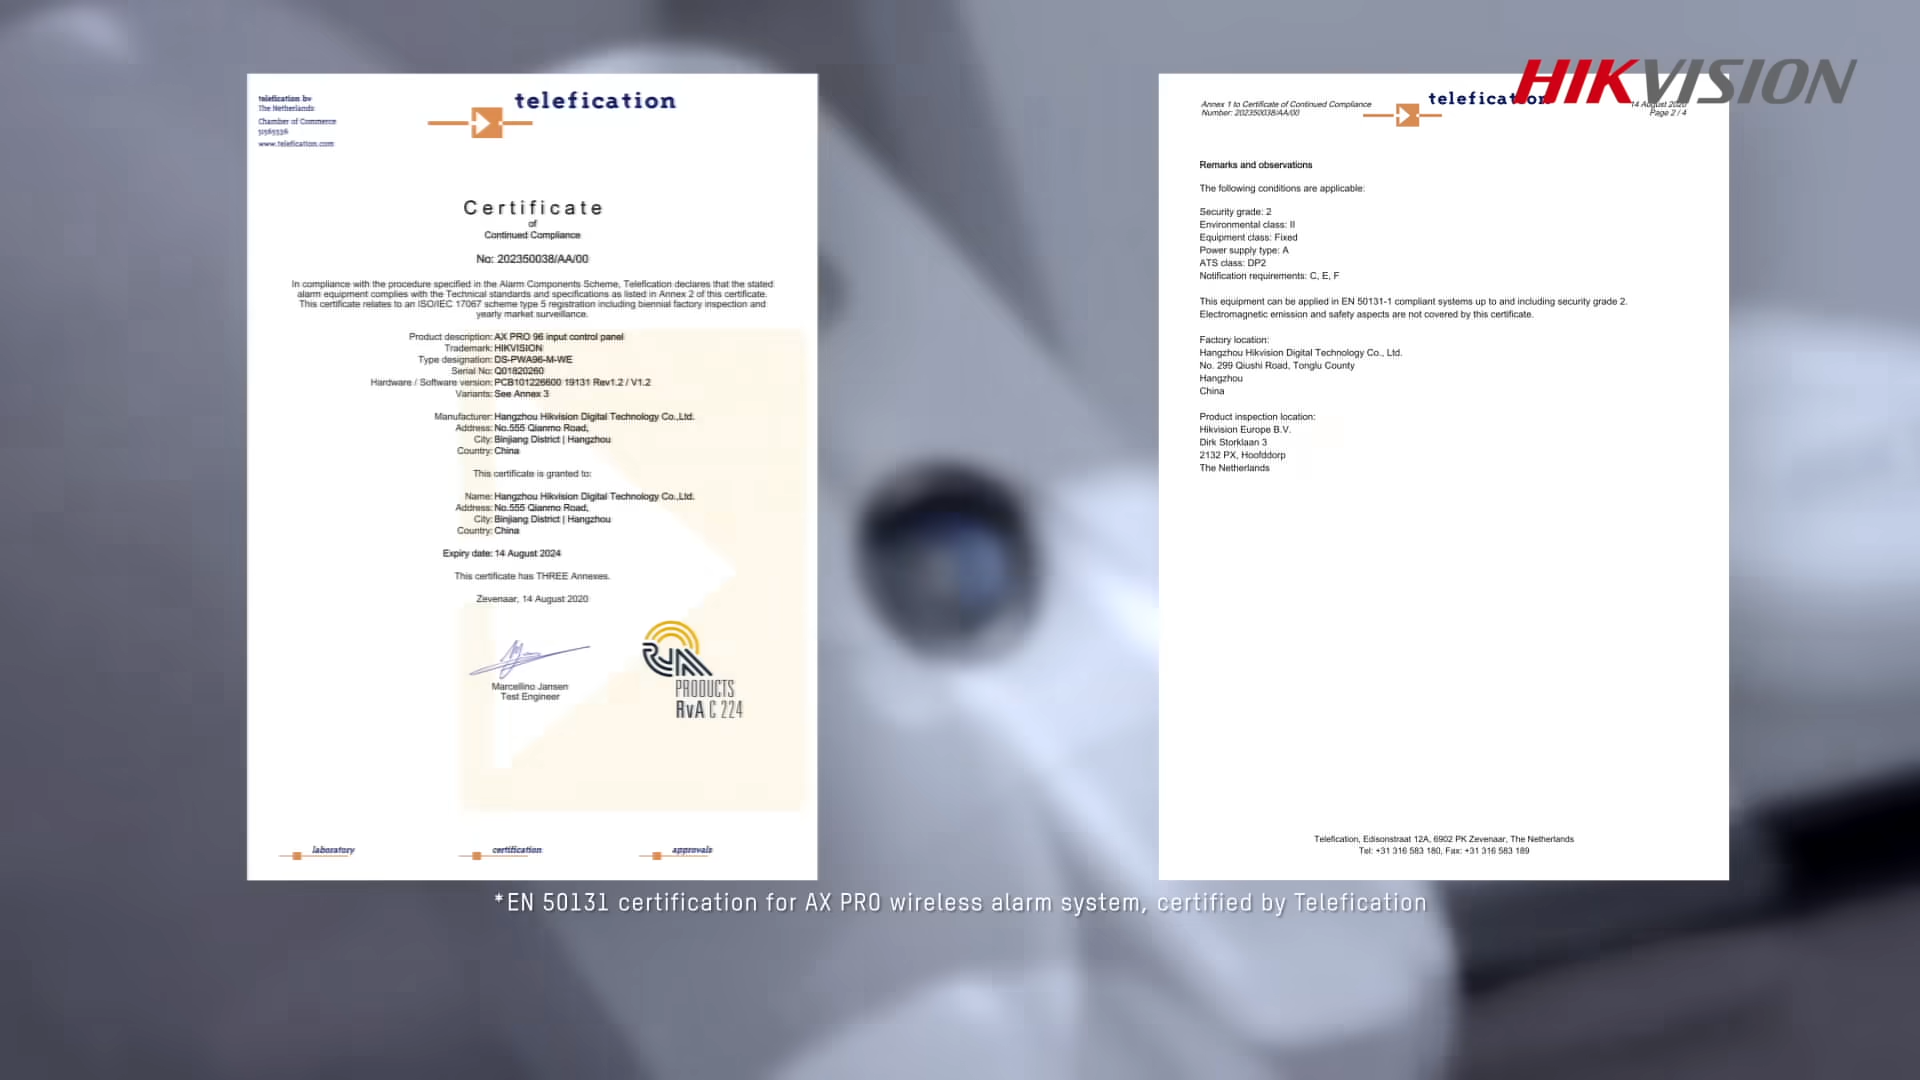 HIKVISION
telefication bv
The Netherlands
Chamber of Commerce
51565536
www.telefication.com
telefication
Certificate
of
Continued Compliance
No: 202350038/AA/00
In compliance with the procedure specified in the Alarm Components Scheme, Telefication declares that the stated
alarm equipment complies with the Technical standards and specifications as listed in Annex 2 of this certificate.
This certificate relates to an ISO/IEC 17067 scheme type 5 registration including biennial factory inspection and
yearly market surveillance.
Product description: AX PRO 96 input control panel
Trademark: HIKVISION
Type designation: DS-PWA96-M-WE
Serial No: Q01820260
Hardware / Software version: PCB101226600 19131 Rev1.2 / V1.2
Variants: See Annex 3
Manufacturer: Hangzhou Hikvision Digital Technology Co.,Ltd.
Address: No.555 Qianmo Road,
City: Binjiang District | Hangzhou
Country: China
This certificate is granted to:
Name: Hangzhou Hikvision Digital Technology Co.,Ltd.
Address: No.555 Qianmo Road,
City: Binjiang District | Hangzhou
Country: China
Expiry date: 14 August 2024
This certificate has THREE Annexes.
Zevenaar, 14 August 2020
Marcellino Jansen
Test Engineer
PRODUCTS
RvA C 224
laboratory
certification
approvals
Annex 1 to Certificate of Continued Compliance
Number: 202350038/AA/00
telefication
14 August 2020
Page 2 / 4
Remarks and observations
The following conditions are applicable:
Security grade: 2
Environmental class: II
Equipment class: Fixed
Power supply type: A
ATS class: DP2
Notification requirements: C, E, F
This equipment can be applied in EN 50131-1 compliant systems up to and including security grade 2.
Electromagnetic emission and safety aspects are not covered by this certificate.
Factory location:
Hangzhou Hikvision Digital Technology Co., Ltd.
No. 299 Qiushi Road, Tonglu County
Hangzhou
China
Product inspection location:
Hikvision Europe B.V.
Dirk Storklaan 3
2132 PX, Hoofddorp
The Netherlands
Telefication, Edisonstraat 12A, 6902 PK Zevenaar, The Netherlands
Tel: +31 316 583 180, Fax: +31 316 583 189
*EN 50131 certification for AX PRO wireless alarm system, certified by Telefication